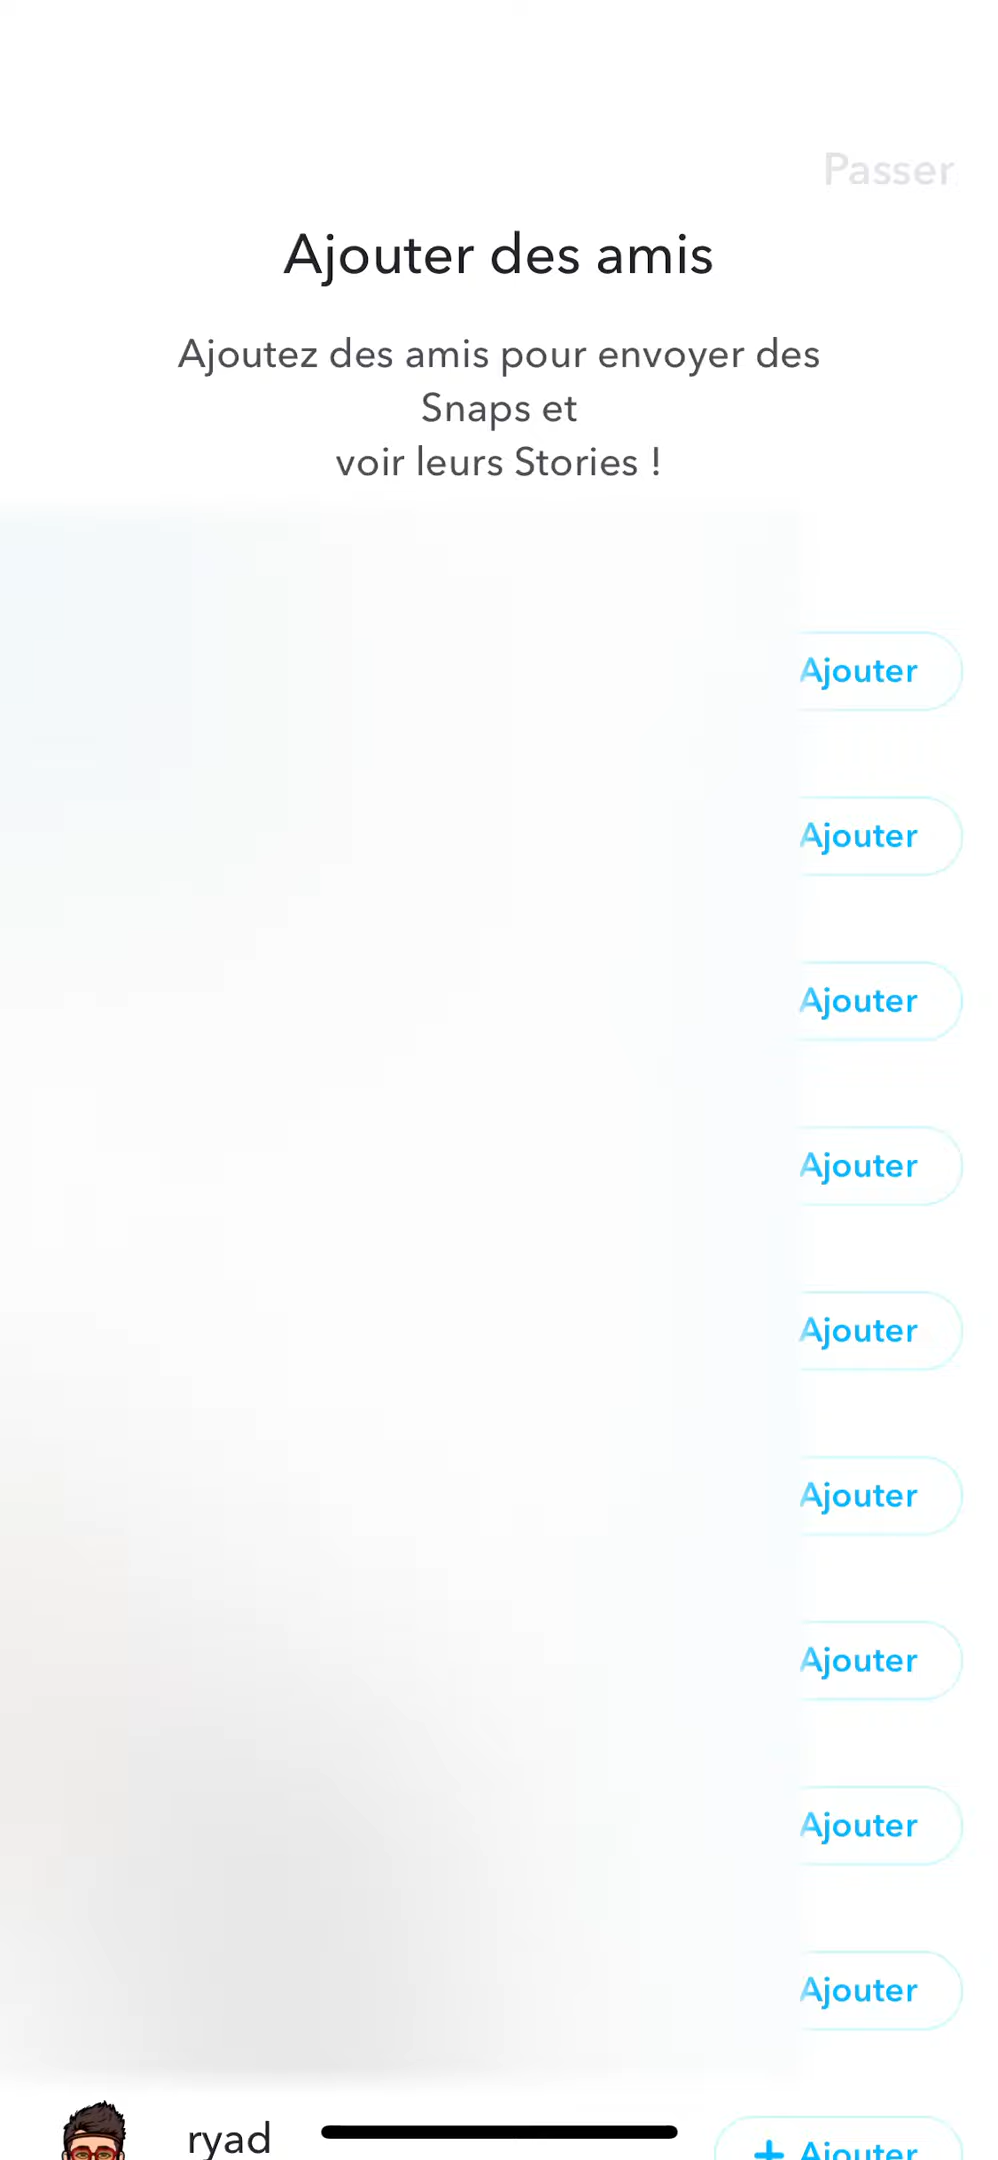 Passer
Ajouter des amis
Ajoutez des amis pour envoyer des
Snaps et
voir leurs Stories !
Ajouter
Ajouter
Ajouter
Ajouter
Ajouter
Ajouter
Ajouter
Ajouter
Ajouter
ryad
+ Ajouter